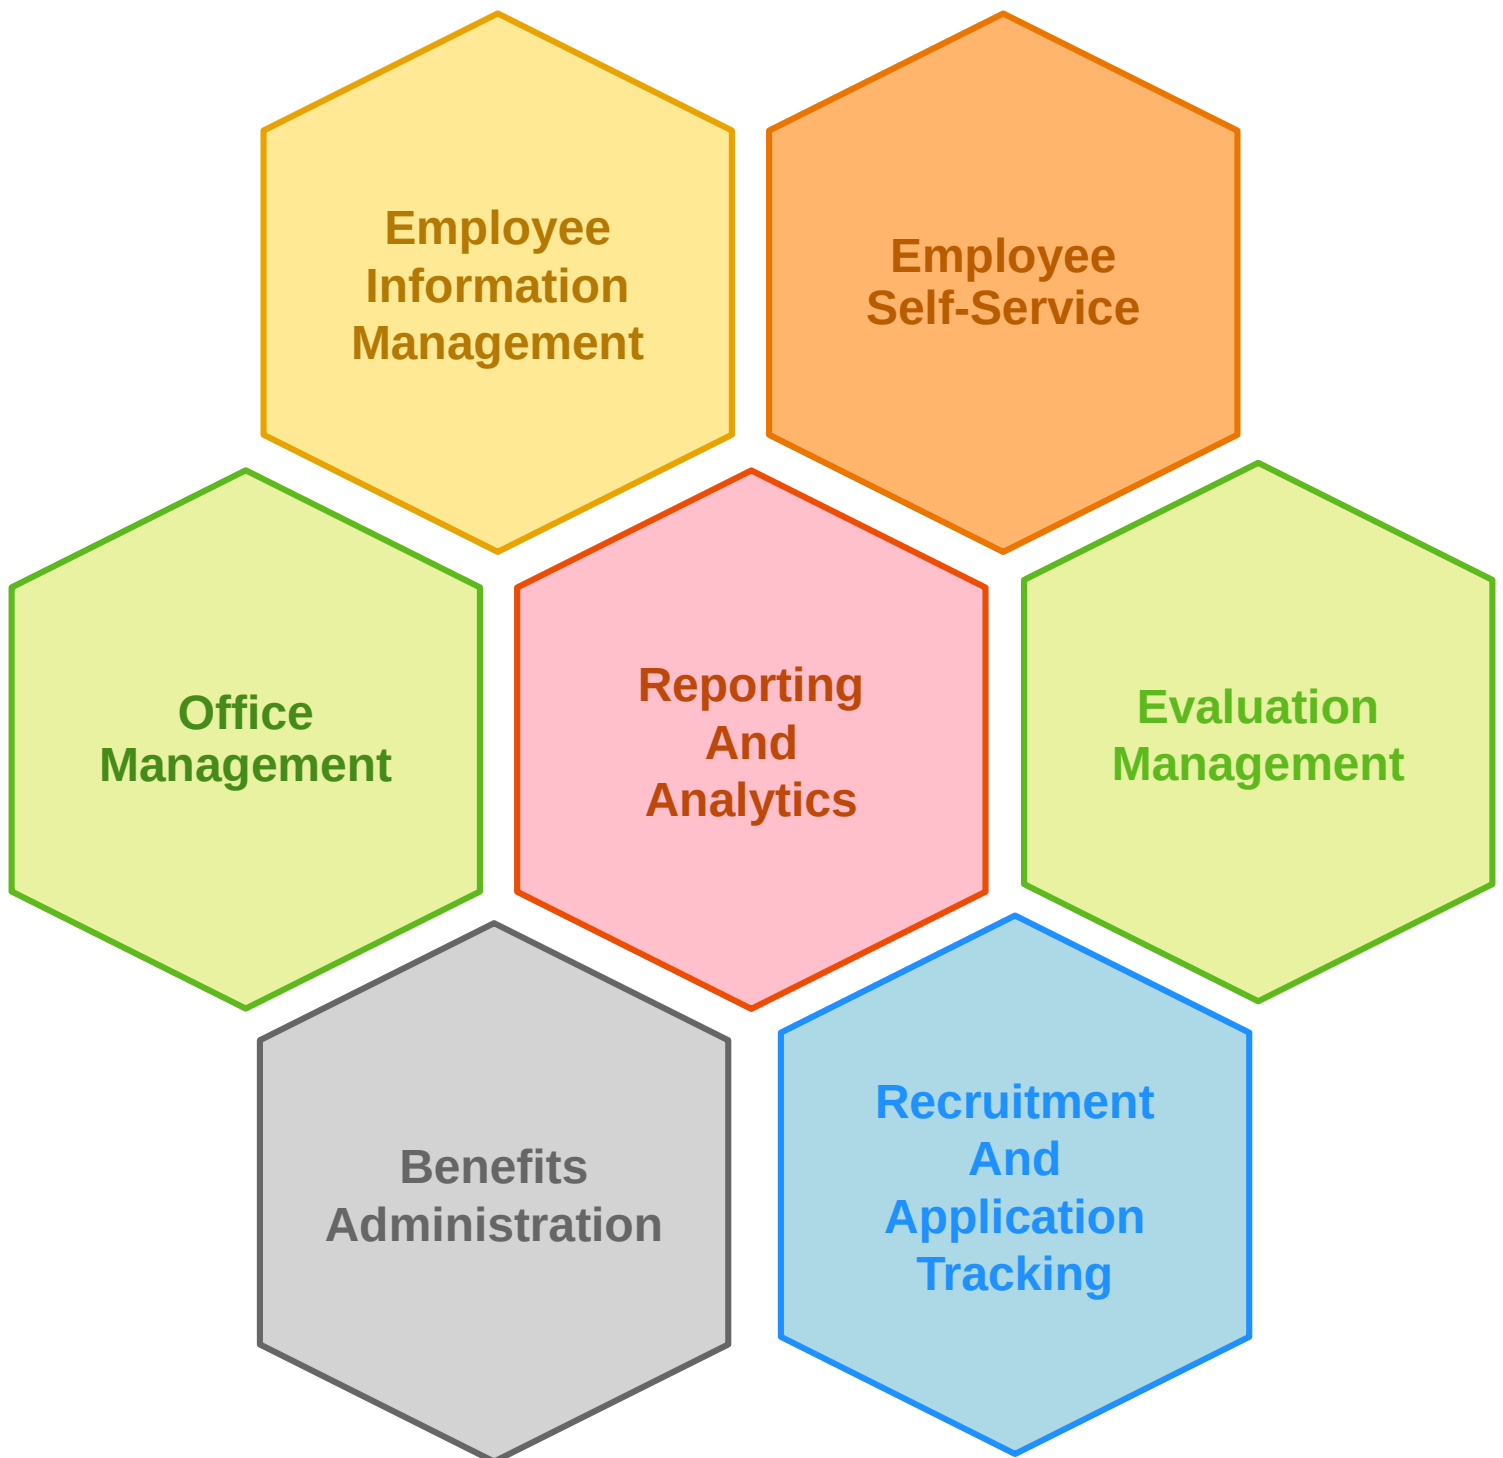 Employee
Information
Management
Employee
Self-Service
Office
Management
Reporting
And
Analytics
Evaluation
Management
Benefits
Administration
Recruitment
And
Application
Tracking